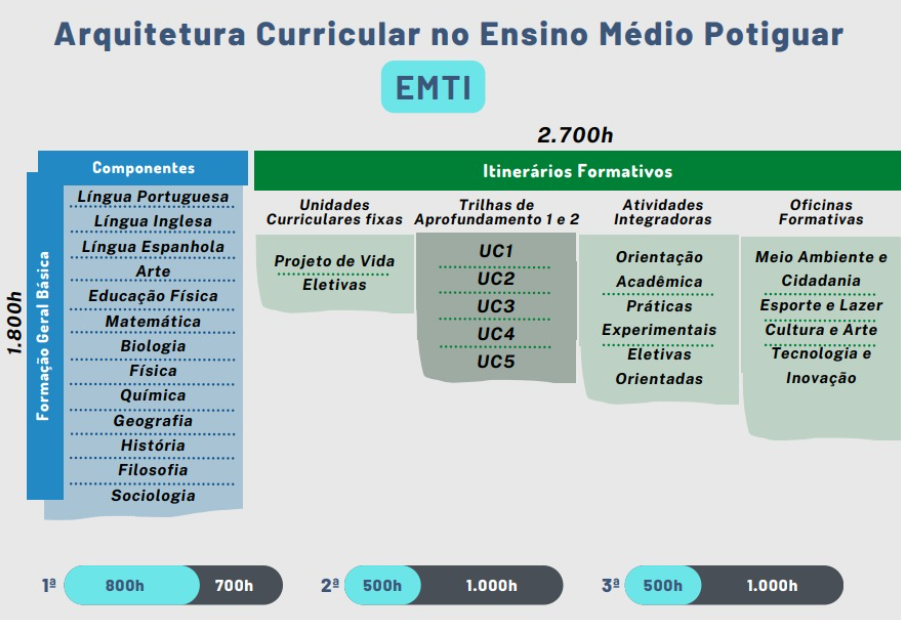 Arquitetura Curricular no Ensino Médio Potiguar
EMTI
2.700h
1.800h
Formação Geral Básica
Componentes
Língua Portuguesa
Língua Inglesa
Língua Espanhola
Arte
Educação Física
Matemática
Biologia
Física
Química
Geografia
História
Filosofia
Sociologia
Itinerários Formativos
Unidades
Curriculares fixas
Projeto de Vida
Eletivas
Trilhas de
Aprofundamento 1 e 2
UC1
UC2
UC3
UC4
UC5
Atividades
Integradoras
Orientação
Acadêmica
Práticas
Experimentais
Eletivas
Orientadas
Oficinas
Formativas
Meio Ambiente e
Cidadania
Esporte e Lazer
Cultura e Arte
Tecnologia e
Inovação
1ª 800h 700h
2ª 500h 1.000h
3ª 500h 1.000h